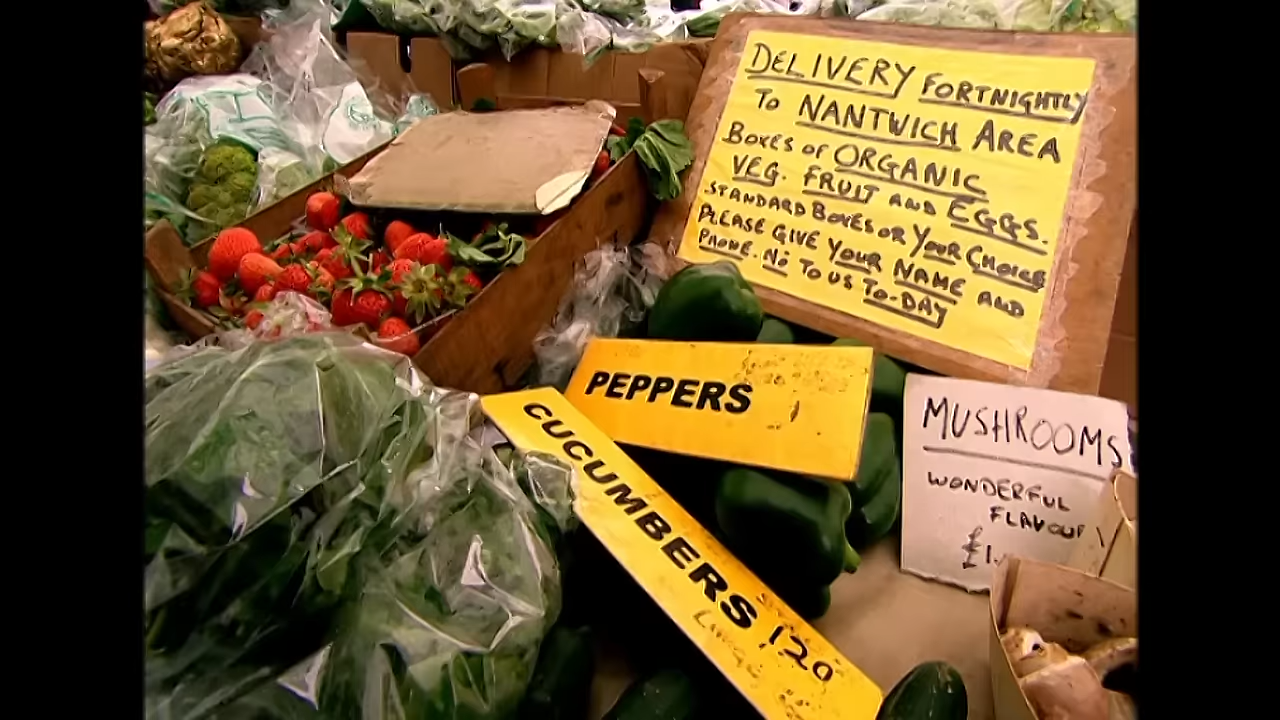 DELIVERY FORTNIGHTLY
TO NANTWICH AREA
BOXES OF ORGANIC
VEG. FRUIT AND EGGS.
STANDARD BOXES OR YOUR CHOICE
PLEASE GIVE YOUR NAME AND
PHONE. NO TO US TO-DAY
PEPPERS
CUCUMBERS 120
MUSHROOMS
WONDERFUL
FLAVOUR
£1.